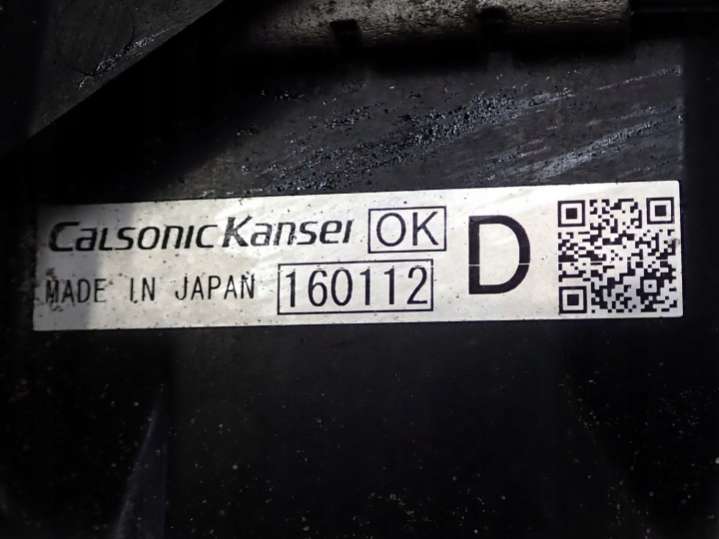 CalsonicKansei OK D
MADE IN JAPAN 160112